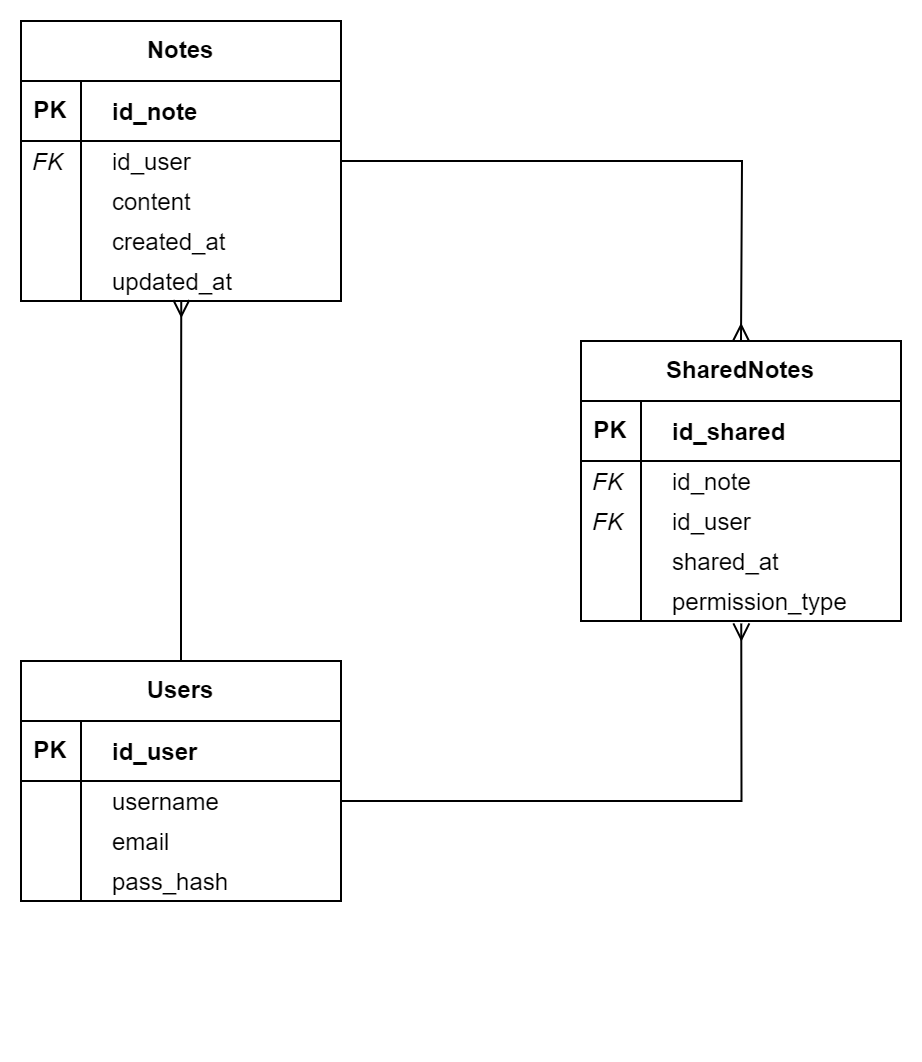 Notes
PK id_note
FK id_user
content
created_at
updated_at
SharedNotes
PK id_shared
FK id_note
FK id_user
shared_at
permission_type
Users
PK id_user
username
email
pass_hash